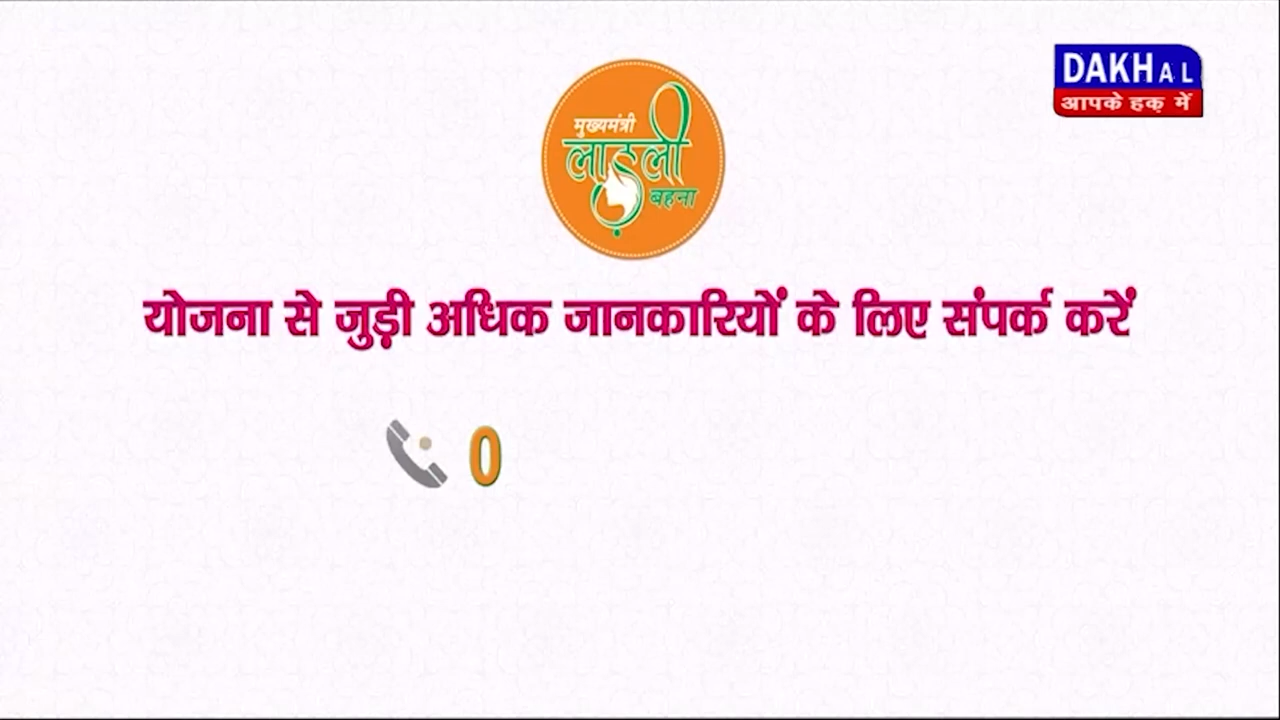 DAKHAL
आपके हक में
मुख्यमंत्री
लाड़ली
बहना
योजना से जुड़ी अधिक जानकारियों के लिए संपर्क करें
0